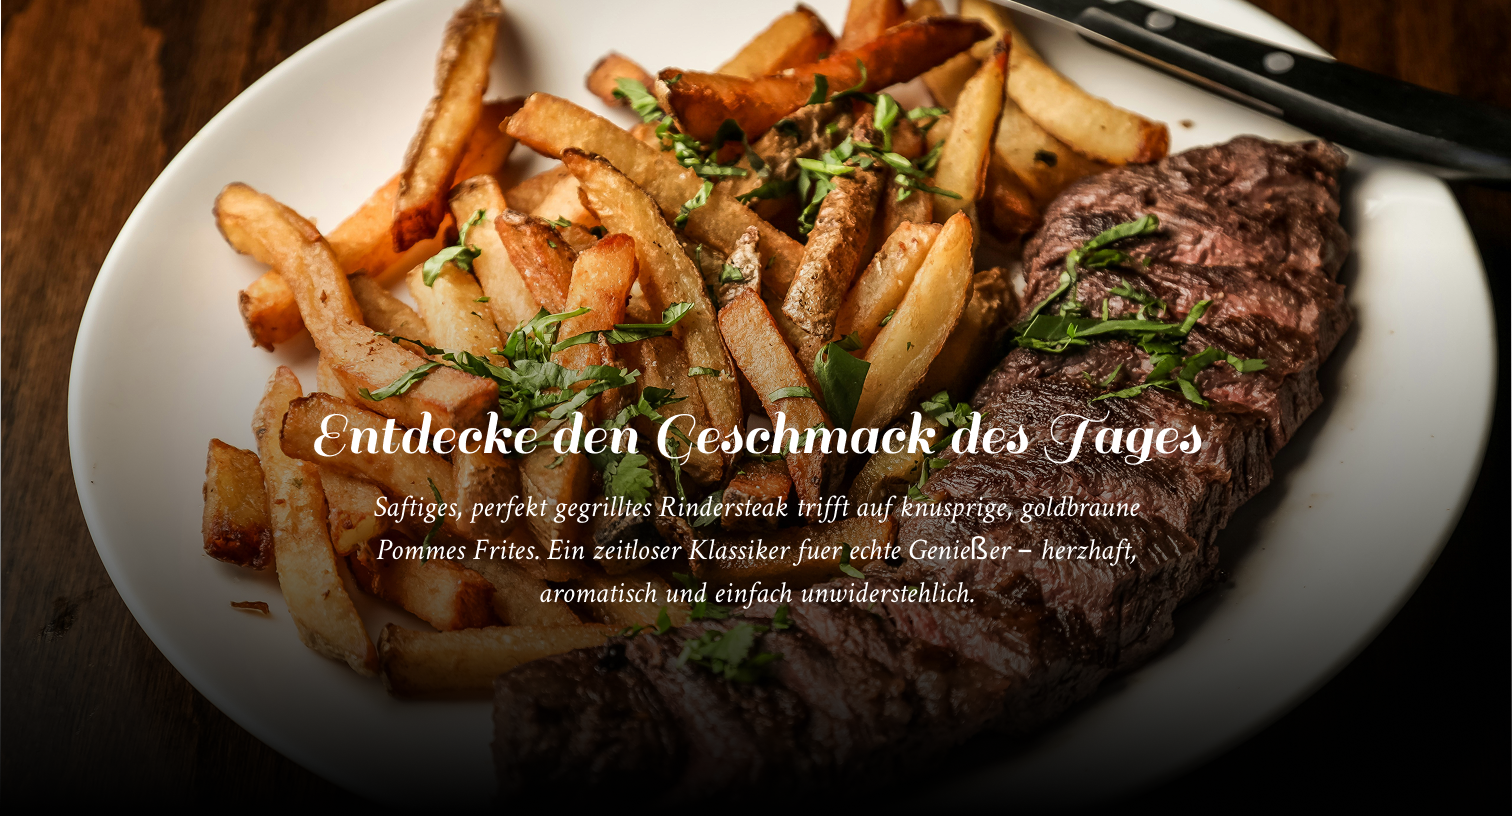 Entdecke den Geschmack des Tages
Saftiges, perfekt gegrilltes Rindersteak trifft auf knusprige, goldbraune
Pommes Frites. Ein zeitloser Klassiker fuer echte Genießer – herzhaft,
aromatisch und einfach unwiderstehlich.